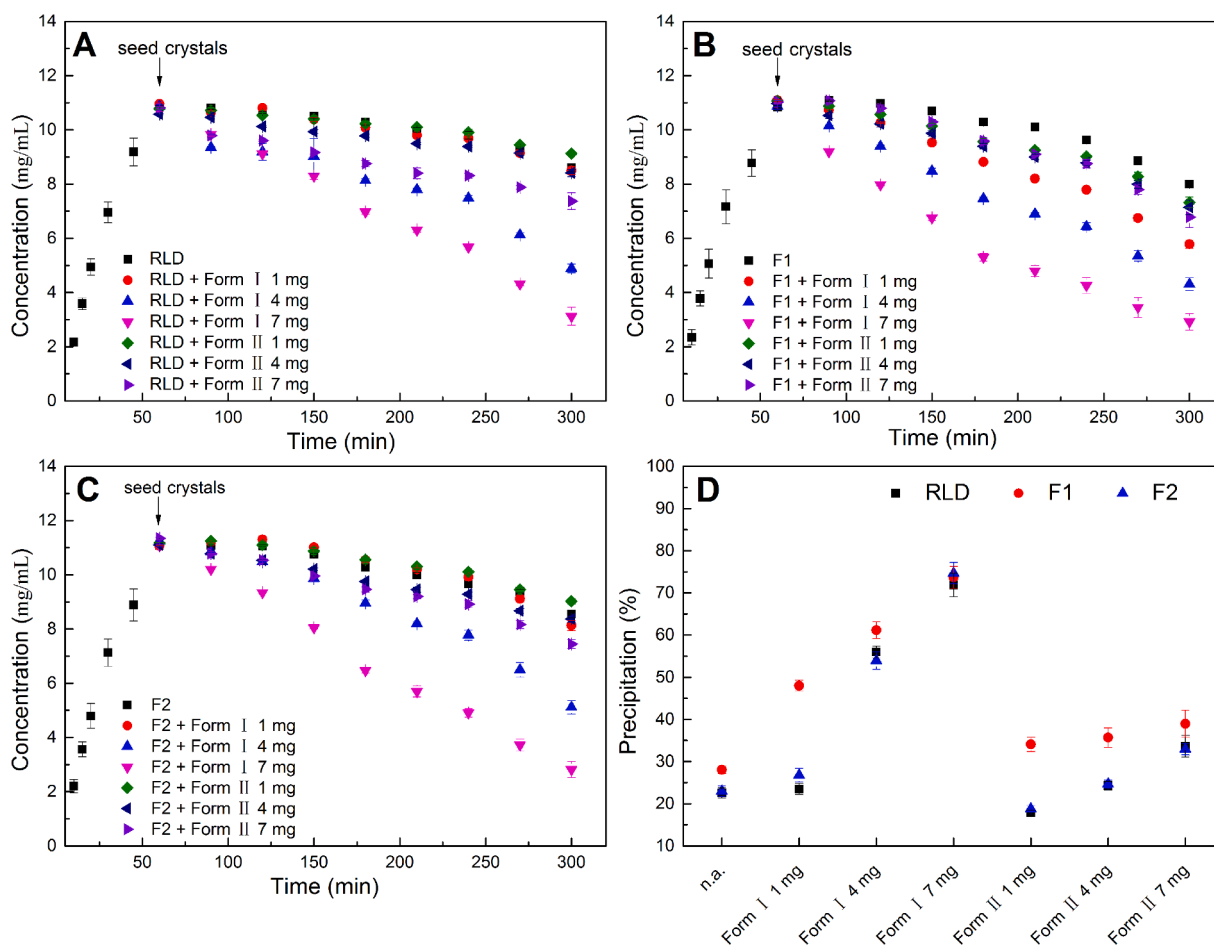 A
seed crystals
Concentration (mg/mL)
14
12
10
8
6
4
2
0
RLD
RLD + Form Ⅰ 1 mg
RLD + Form Ⅰ 4 mg
RLD + Form Ⅰ 7 mg
RLD + Form Ⅱ 1 mg
RLD + Form Ⅱ 4 mg
RLD + Form Ⅱ 7 mg
0 50 100 150 200 250 300
Time (min)
B
seed crystals
Concentration (mg/mL)
14
12
10
8
6
4
2
0
F1
F1 + Form Ⅰ 1 mg
F1 + Form Ⅰ 4 mg
F1 + Form Ⅰ 7 mg
F1 + Form Ⅱ 1 mg
F1 + Form Ⅱ 4 mg
F1 + Form Ⅱ 7 mg
0 50 100 150 200 250 300
Time (min)
C
seed crystals
Concentration (mg/mL)
14
12
10
8
6
4
2
0
F2
F2 + Form Ⅰ 1 mg
F2 + Form Ⅰ 4 mg
F2 + Form Ⅰ 7 mg
F2 + Form Ⅱ 1 mg
F2 + Form Ⅱ 4 mg
F2 + Form Ⅱ 7 mg
0 50 100 150 200 250 300
Time (min)
D
RLD F1 F2
Precipitation (%)
100
90
80
70
60
50
40
30
20
10
n.a.
Form Ⅰ 1 mg
Form Ⅰ 4 mg
Form Ⅰ 7 mg
Form Ⅱ 1 mg
Form Ⅱ 4 mg
Form Ⅱ 7 mg